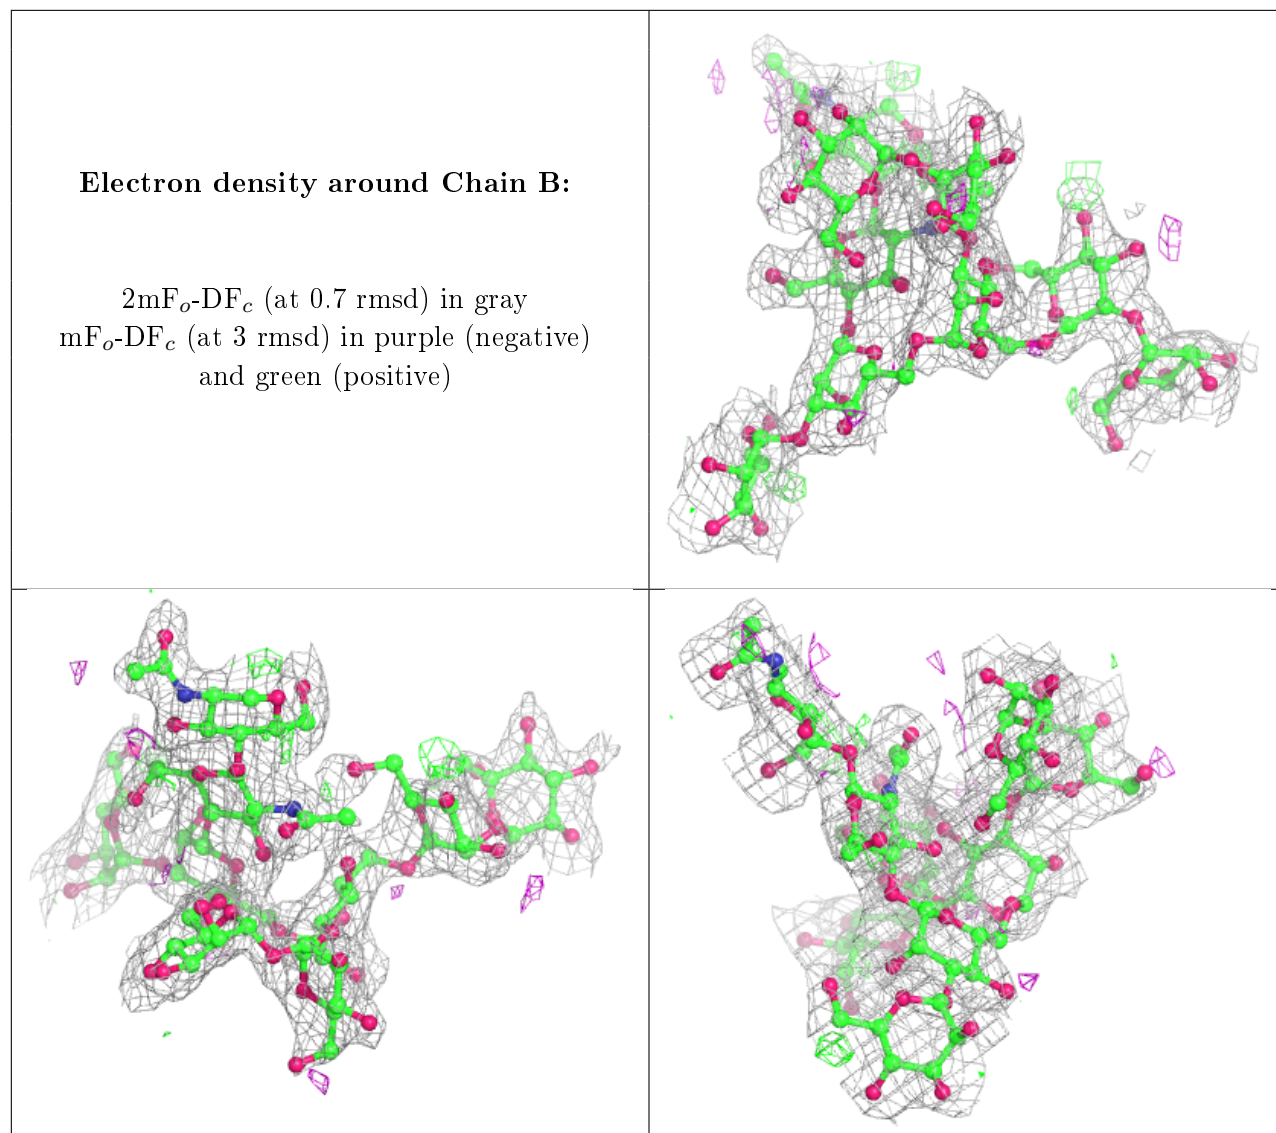 Electron density around Chain B:
2mFo-DFc (at 0.7 rmsd) in gray
mFo-DFc (at 3 rmsd) in purple (negative)
and green (positive)